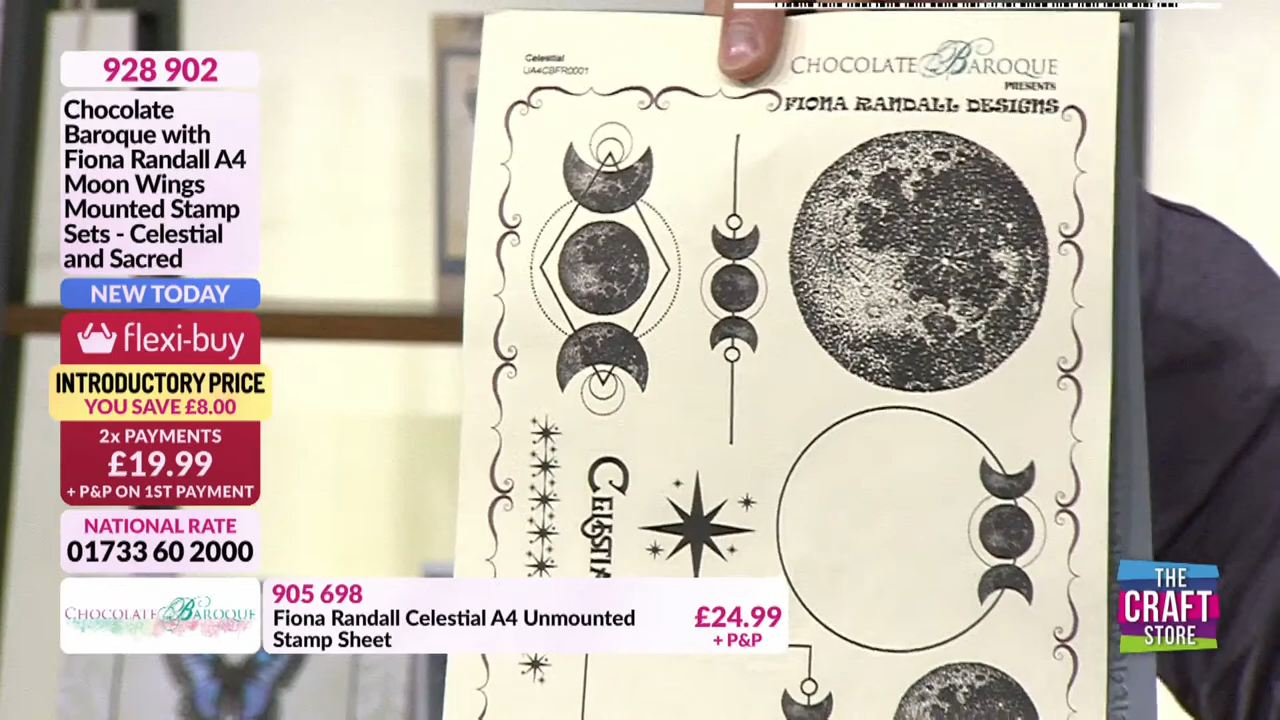 928 902
Chocolate
Baroque with
Fiona Randall A4
Moon Wings
Mounted Stamp
Sets - Celestial
and Sacred
NEW TODAY
flexi-buy
INTRODUCTORY PRICE
YOU SAVE £8.00
2x PAYMENTS
£19.99
+ P&P ON 1ST PAYMENT
NATIONAL RATE
01733 60 2000
CHOCOLATE BAROQUE
905 698
Fiona Randall Celestial A4 Unmounted
Stamp Sheet
£24.99
+ P&P
Celestial
UA4CBFR0001
CHOCOLATE BAROQUE
PRESENTS
FIONA RANDALL DESIGNS
THE
CRAFT
STORE